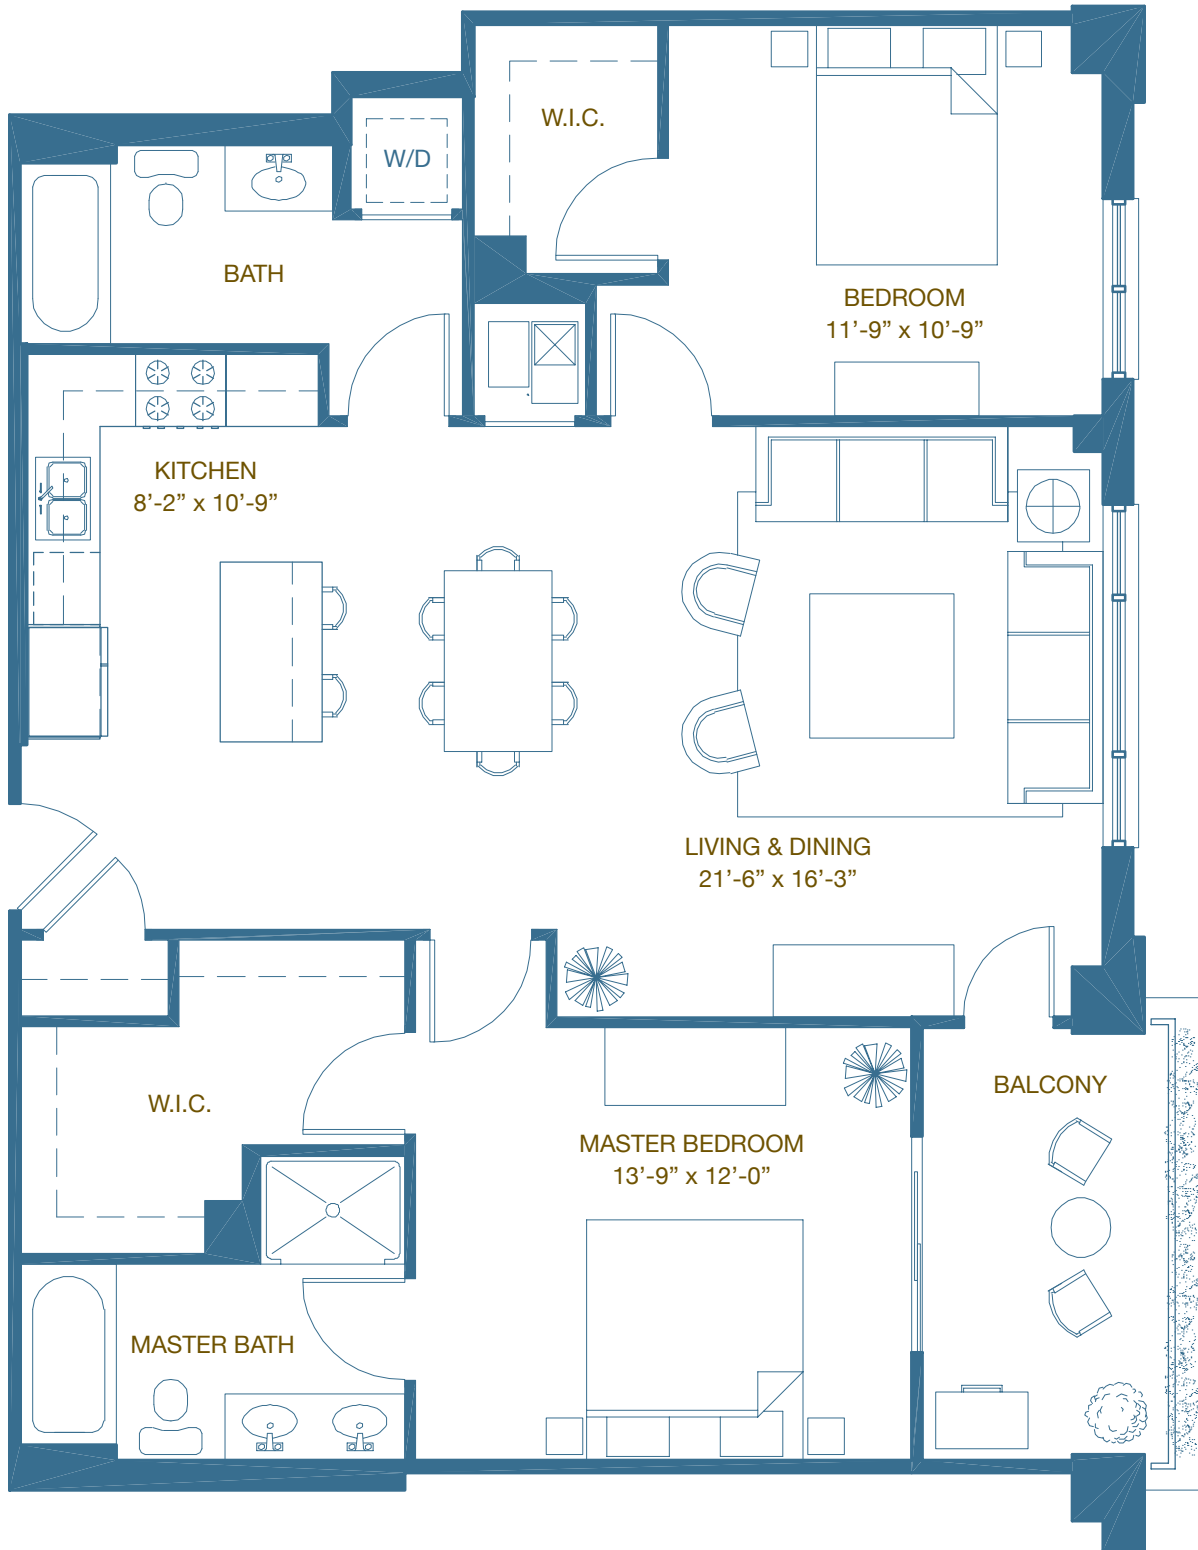 W.I.C.
W/D
BATH
BEDROOM
11’-9” x 10’-9”
KITCHEN
8’-2” x 10’-9”
LIVING & DINING
21’-6” x 16’-3”
BALCONY
W.I.C.
MASTER BEDROOM
13’-9” x 12’-0”
MASTER BATH